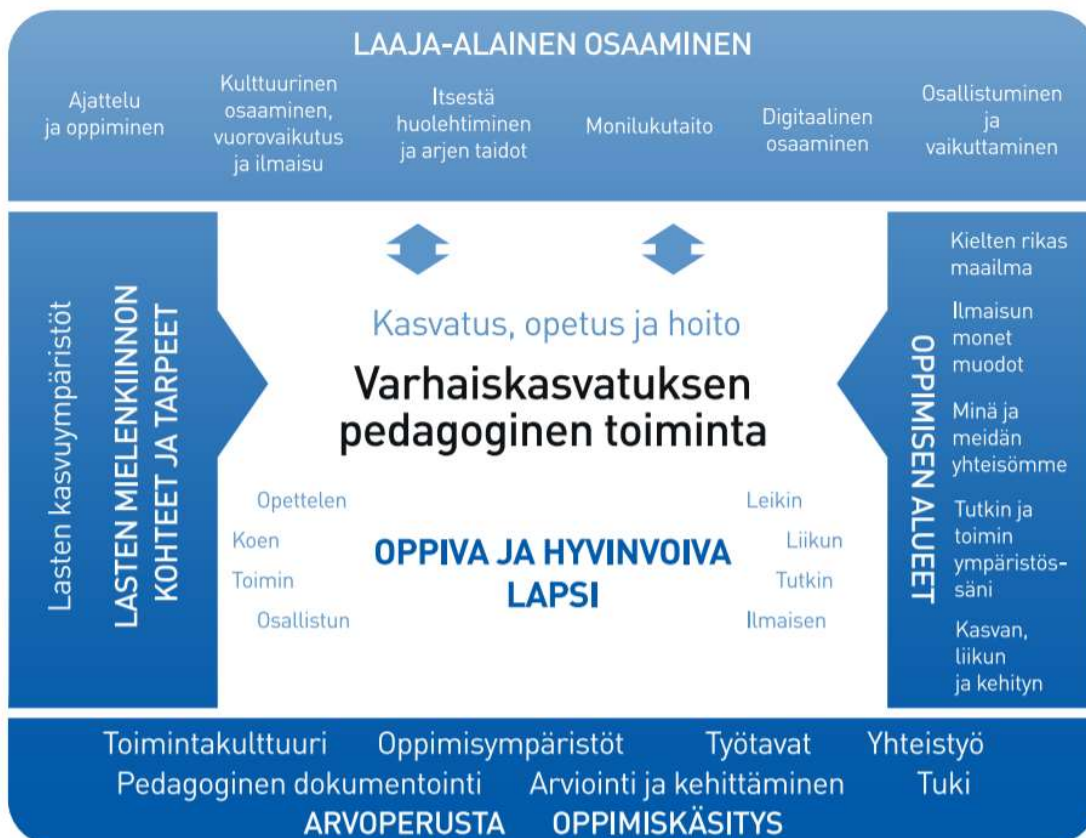 LAAJA-ALAINEN OSAAMINEN
Ajattelu
ja oppiminen
Kulttuurinen
osaaminen,
vuorovaikutus
ja ilmaisu
Itsestä
huolehtiminen
ja arjen taidot
Monilukutaito
Digitaalinen
osaaminen
Osallistuminen
ja
vaikuttaminen
Lasten kasvuympäristöt
LASTEN MIELENKIINNON
KOHTEET JA TARPEET
Kasvatus, opetus ja hoito
Varhaiskasvatuksen
pedagoginen toiminta
Opettelen
Koen
Toimin
Osallistun
OPPIVA JA HYVINVOIVA
LAPSI
Leikin
Liikun
Tutkin
Ilmaisen
OPPIMISEN ALUEET
Kielten rikas
maailma
Ilmaisun
monet
muodot
Minä ja
meidän
yhteisömme
Tutkin ja
toimin
ympäristös-
säni
Kasvan,
liikun
ja kehityn
Toimintakulttuuri Oppimisympäristöt Työtavat Yhteistyö
Pedagoginen dokumentointi Arviointi ja kehittäminen Tuki
ARVOPERUSTA OPPIMISKÄSITYS